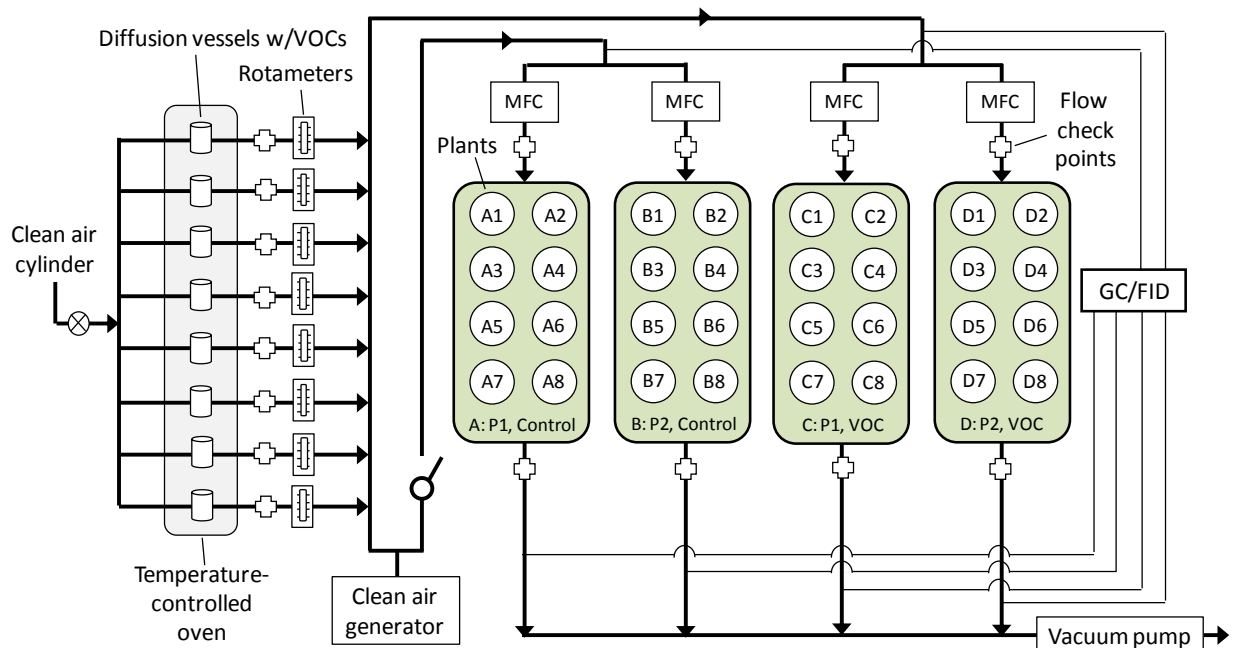 Diffusion vessels w/VOCs
Rotameters
MFC
MFC
MFC
MFC
Flow
check
points
Plants
Clean air
cylinder
A1 A2
B1 B2
C1 C2
D1 D2
A3 A4
B3 B4
C3 C4
D3 D4
GC/FID
A5 A6
B5 B6
C5 C6
D5 D6
A7 A8
B7 B8
C7 C8
D7 D8
A: P1, Control
B: P2, Control
C: P1, VOC
D: P2, VOC
Temperature-
controlled
oven
Clean air
generator
Vacuum pump